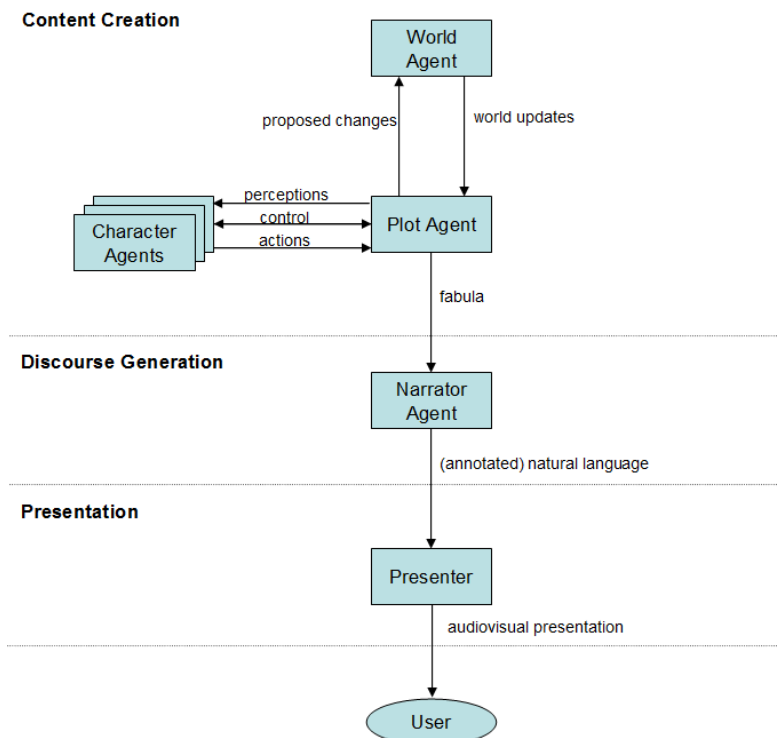 Content Creation
World
Agent
proposed changes
world updates
perceptions
control
actions
Character
Agents
Plot Agent
fabula
Discourse Generation
Narrator
Agent
(annotated) natural language
Presentation
Presenter
audiovisual presentation
User